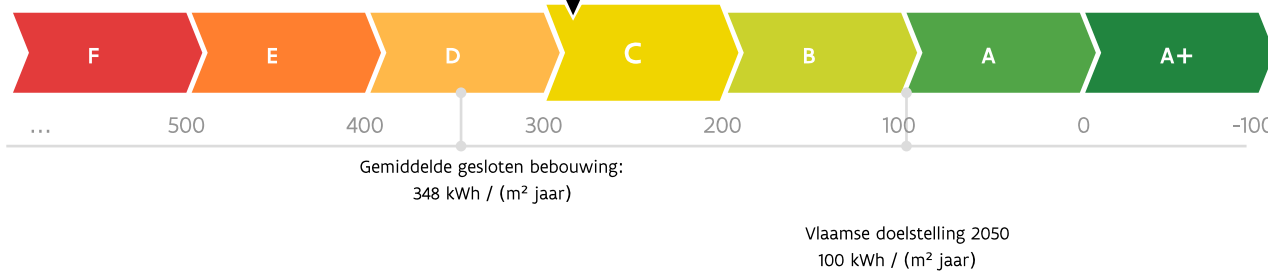 F E D C B A A+
... 500 400 300 200 100 0 -100
Gemiddelde gesloten bebouwing:
348 kWh / (m² jaar)
Vlaamse doelstelling 2050
100 kWh / (m² jaar)